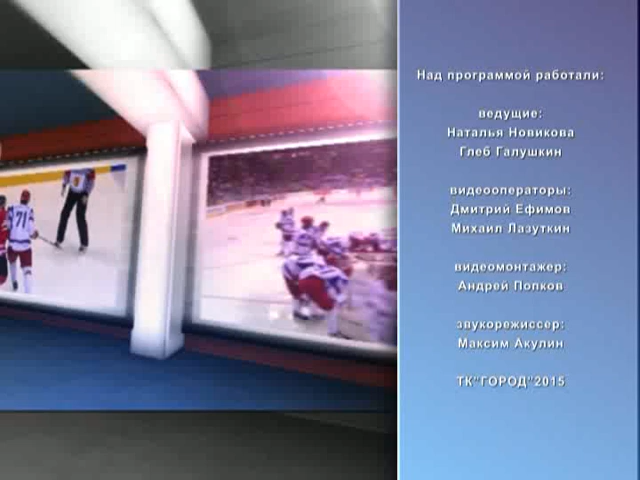 Над программой работали:
ведущие:
Наталья Новикова
Глеб Галушкин
видеооператоры:
Дмитрий Ефимов
Михаил Лазуткин
видеомонтажер:
Андрей Попков
звукорежиссер:
Максим Акулин
ТК"ГОРОД"2015
71